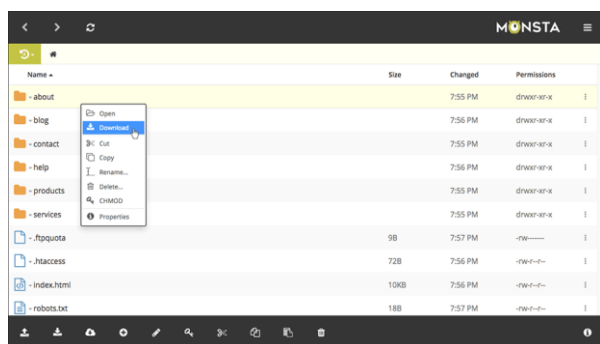 MONSTA
Name Size Changed Permissions
- about 7:55 PM drwxr-xr-x
- blog 7:56 PM drwxr-xr-x
- contact 7:55 PM drwxr-xr-x
- help 7:56 PM drwxr-xr-x
- products 7:55 PM drwxr-xr-x
- services 7:55 PM drwxr-xr-x
- .ftpquota 9B 7:57 PM -rw-------
- .htaccess 72B 7:56 PM -rw-r--r--
- index.html 10KB 7:56 PM -rw-r--r--
- robots.txt 18B 7:57 PM -rw-r--r--
Open
Download
Cut
Copy
Rename...
Delete...
CHMOD
Properties